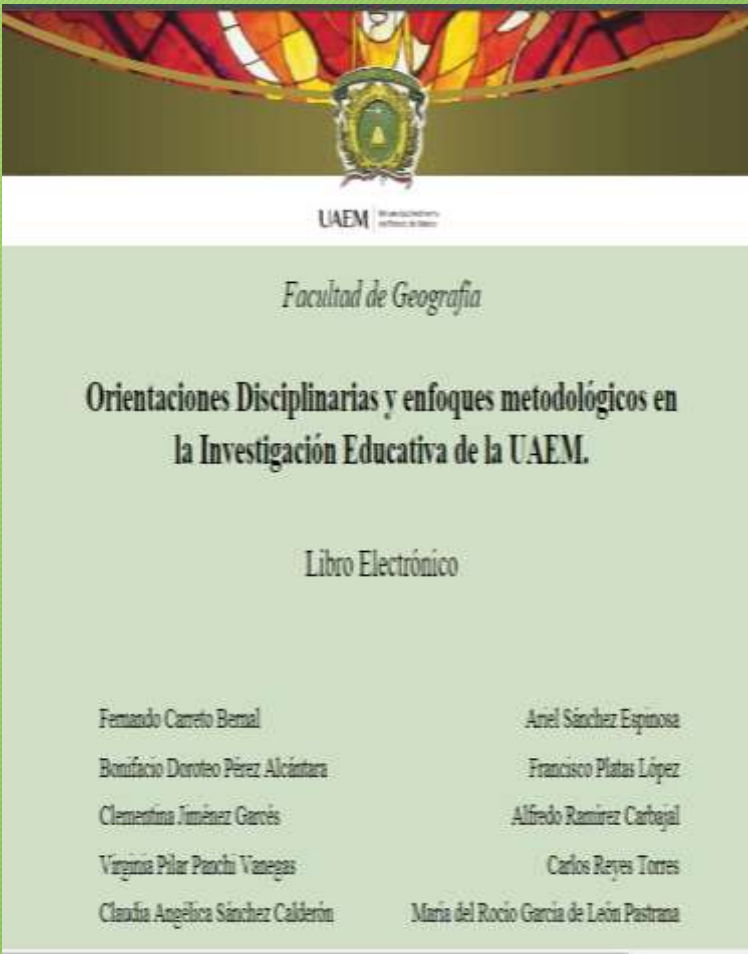 UAEM
Facultad de Geografía
Orientaciones Disciplinarias y enfoques metodológicos en
la Investigación Educativa de la UAEM.
Libro Electrónico
Fernando Carreto Bernal
Ariel Sánchez Espinosa
Bonifacio Doroteo Pérez Alcántara
Francisco Platas López
Clementina Jiménez Garcés
Alfredo Ramírez Carbajal
Virginia Pilar Panchi Vanegas
Carlos Reyes Torres
Claudia Angélica Sánchez Calderón
María del Rocío García de León Pastrana